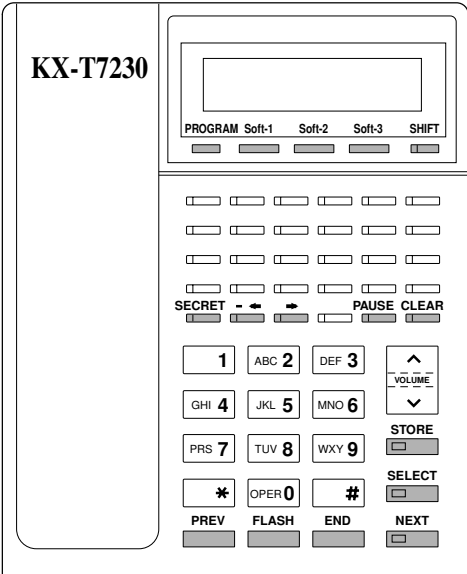 KX-T7230
PROGRAM Soft-1 Soft-2 Soft-3 SHIFT
SECRET - ← → PAUSE CLEAR
1 ABC 2 DEF 3
VOLUME
GHI 4 JKL 5 MNO 6
STORE
PRS 7 TUV 8 WXY 9
SELECT
* OPER 0 #
PREV FLASH END NEXT